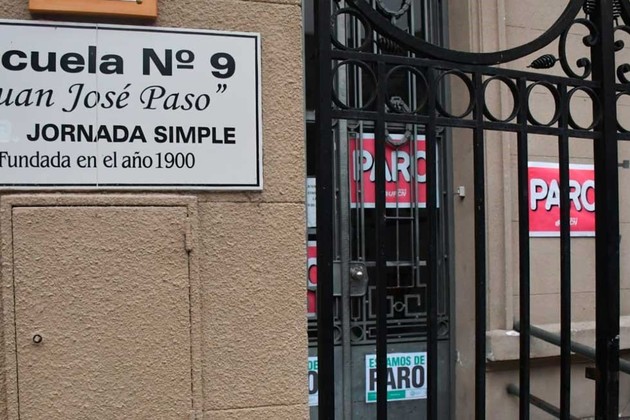 cuela Nº 9
uan José Paso”
JORNADA SIMPLE
Fundada en el año 1900
PARO
PARO
ESTAMOS DE
PARO